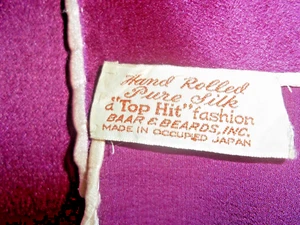 Hand Rolled
Pure Silk
a "Top Hit" fashion
BAAR & BEARDS, INC.
MADE IN OCCUPIED JAPAN